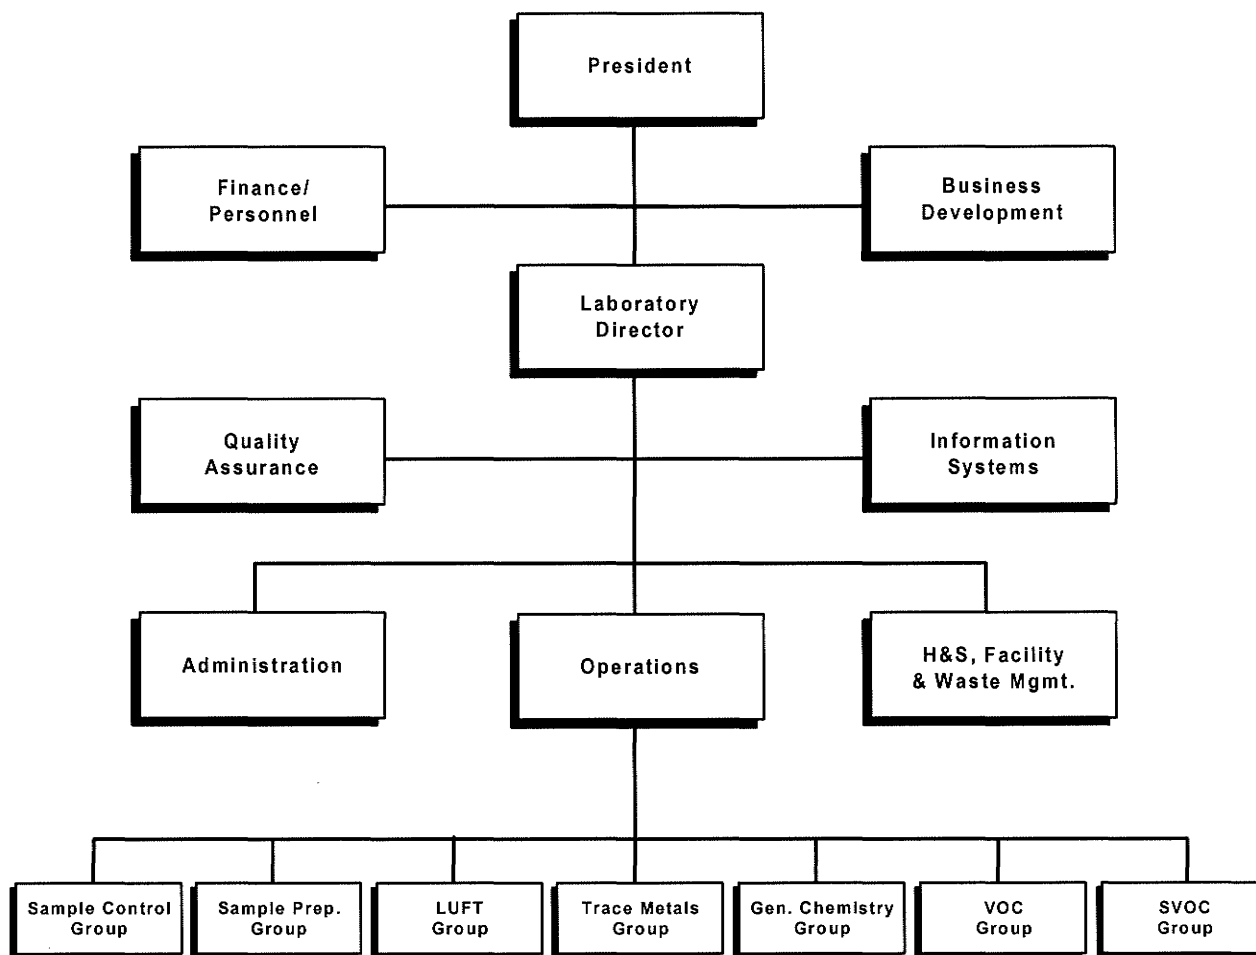 President
Finance/
Personnel
Business
Development
Laboratory
Director
Quality
Assurance
Information
Systems
Administration
Operations
H&S, Facility
& Waste Mgmt.
Sample Control
Group
Sample Prep.
Group
LUFT
Group
Trace Metals
Group
Gen. Chemistry
Group
VOC
Group
SVOC
Group